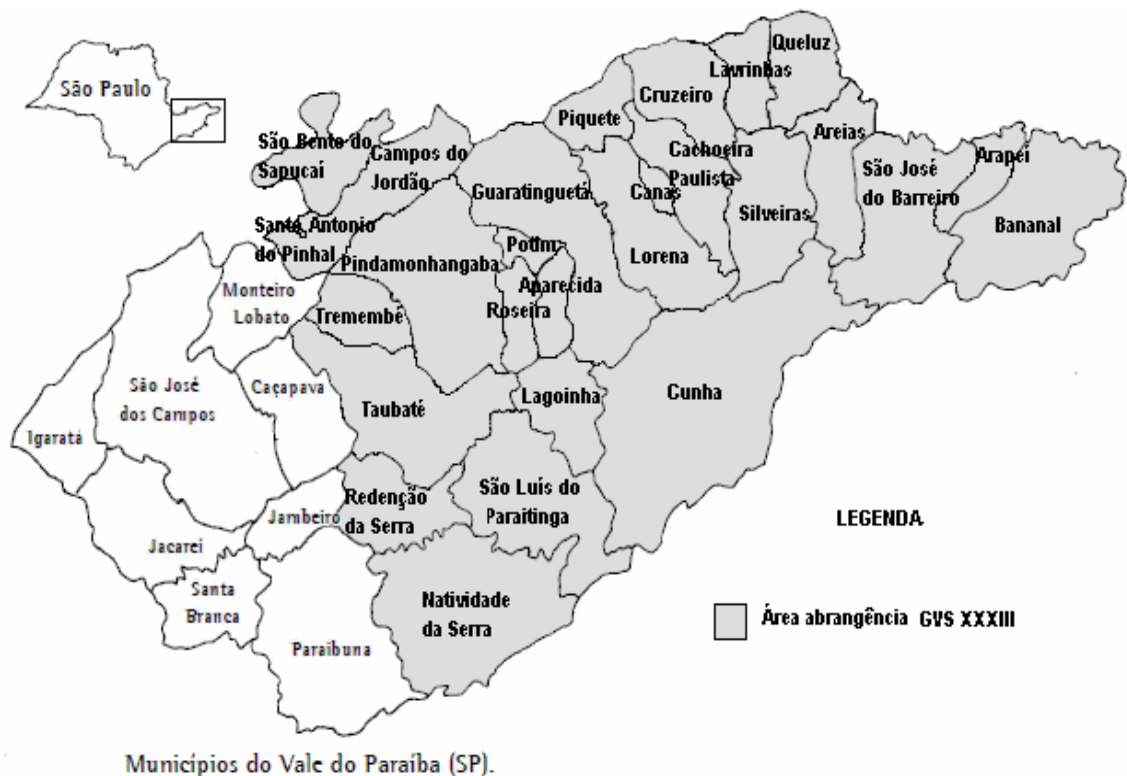 São Paulo
Queluz
Lavrinhas
Cruzeiro
Piquete
Areias
São Bento do
Sapucaí
Campos do
Jordão
Cachoeira
Paulista
São José
do Barreiro
Arapeí
Guaratinguetá
Canas
Silveiras
Bananal
Santo Antonio
do Pinhal
Potim
Lorena
Pindamonhangaba
Aparecida
Roseira
Monteiro
Lobato
Tremembé
São José
dos Campos
Caçapava
Taubaté
Lagoinha
Cunha
Igaratá
Redenção
da Serra
São Luís do
Paraitinga
Jambeiro
LEGENDA
Jacarei
Santa
Branca
Natividade
da Serra
Área abrangência GVS XXXIII
Paraibuna
Municípios do Vale do Paraíba (SP).